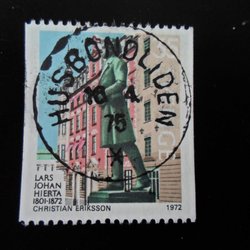 HUSBONDLIDEN
16 4
75
LARS
JOHAN
HIERTA
1801-1872
CHRISTIAN ERIKSSON
1972